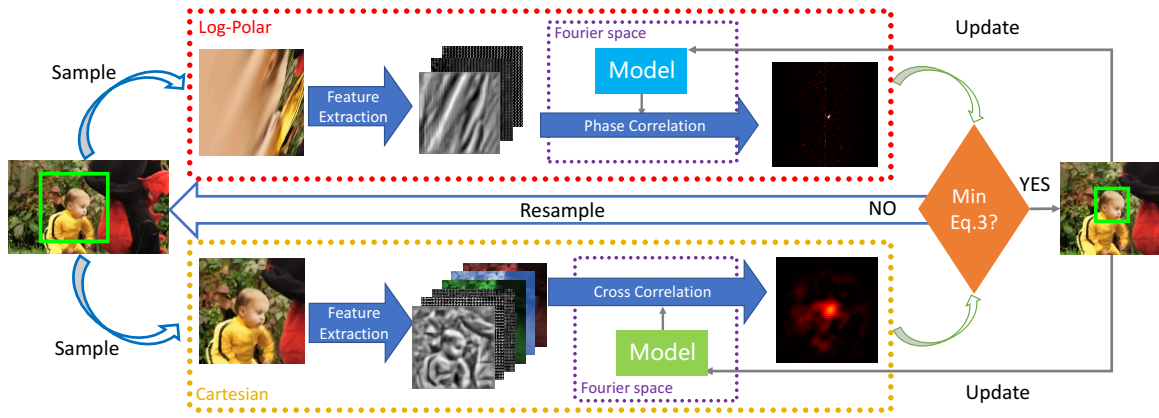 Log-Polar
Fourier space
Update
Sample
Model
Feature
Extraction
Phase Correlation
Resample
NO
Min
Eq.3?
YES
Feature
Extraction
Cross Correlation
Sample
Model
Cartesian
Fourier space
Update